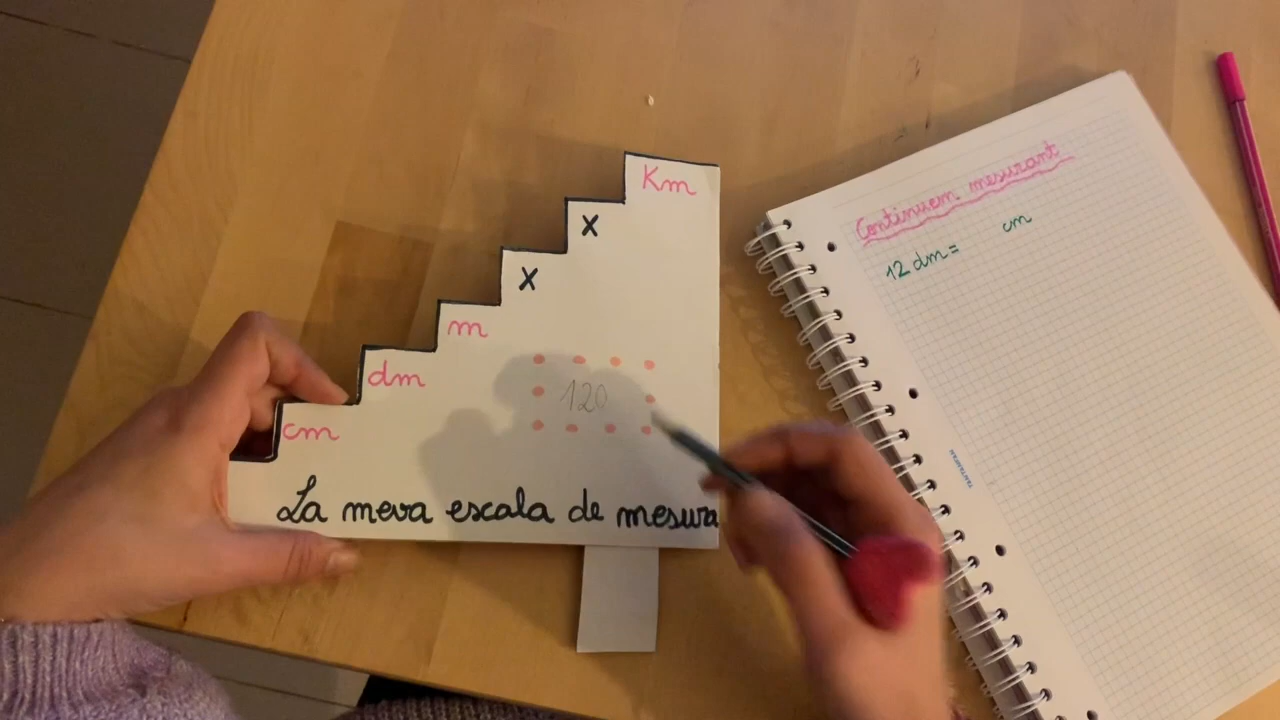 Km
x
x
m
dm
cm
120
La meva escala de mesura
Continuem mesurant
12 dm = cm